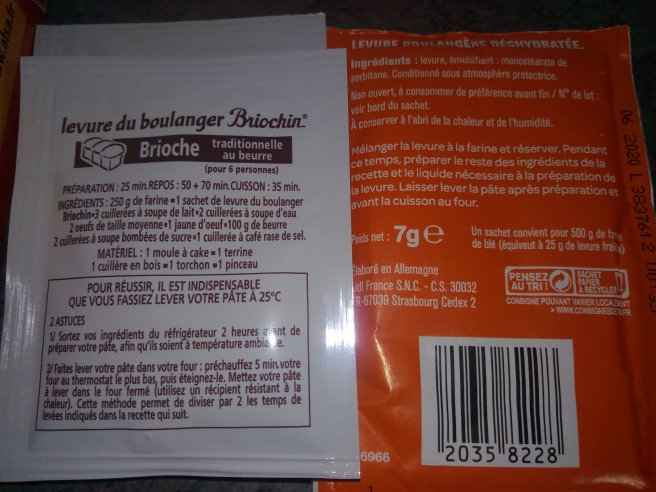 www.alsa.fr
levure du boulanger Briochin®
Brioche traditionnelle
au beurre
(pour 6 personnes)
PRÉPARATION : 25 min. REPOS : 50 + 70 min. CUISSON : 35 min.
INGRÉDIENTS : 250 g de farine ▪ 1 sachet de levure du boulanger
Briochin ▪ 3 cuillerées à soupe de lait ▪ 2 cuillerées à soupe d'eau
2 oeufs de taille moyenne ▪ 1 jaune d'oeuf ▪ 100 g de beurre
2 cuillerées à soupe bombées de sucre ▪ 1 cuillerée à café rase de sel.
MATÉRIEL : 1 moule à cake ▪ 1 terrine
1 cuillère en bois ▪ 1 torchon ▪ 1 pinceau
POUR RÉUSSIR, IL EST INDISPENSABLE
QUE VOUS FASSIEZ LEVER VOTRE PÂTE À 25°C
2 ASTUCES
1/ Sortez vos ingrédients du réfrigérateur 2 heures avant de
préparer votre pâte, afin qu'ils soient à température ambiante.
2/ Faites lever votre pâte dans votre four : préchauffez 5 min. votre
four au thermostat le plus bas, puis éteignez-le. Mettez votre pâte
à lever dans le four fermé (utilisez un récipient résistant à la
chaleur). Cette méthode permet de diviser par 2 les temps de
levées indiqués dans la recette qui suit.
LEVURE BOULANGÈRE DÉSHYDRATÉE.
Ingrédients : levure, émulsifiant : monostéarate de
sorbitane. Conditionné sous atmosphère protectrice.
Non ouvert, à consommer de préférence avant fin / N° de lot :
voir bord du sachet.
À conserver à l'abri de la chaleur et de l'humidité.
Mélanger la levure à la farine et réserver. Pendant
ce temps, préparer le reste des ingrédients de la
recette et le liquide nécessaire à la préparation de
la levure. Laisser lever la pâte après préparation et
avant la cuisson au four.
Poids net : 7g e
Un sachet convient pour 500 g de farine
de blé (équivaut à 25 g de levure fraîche)
Elaboré en Allemagne
Lidl France S.N.C. - C.S. 30032
FR-67039 Strasbourg Cedex 2
PENSEZ
AU TRI !
SACHET
PAPIER
À RECYCLER
CONSIGNE POUVANT VARIER LOCALEMENT
> WWW.CONSIGNESDETRI.FR
2035 8228
6966
06.2020 L3837612